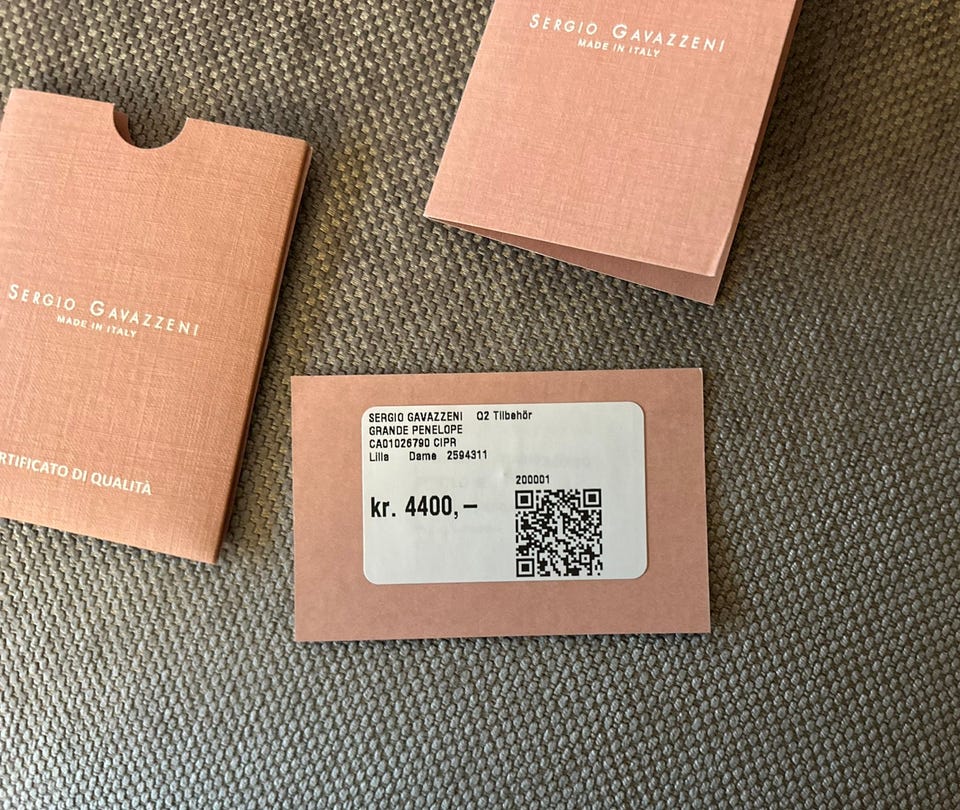 SERGIO GAVAZZENI
MADE IN ITALY
SERGIO GAVAZZENI
MADE IN ITALY
RTIFICATO DI QUALITÀ
SERGIO GAVAZZENI Q2 Tilbehör
GRANDE PENELOPE
CA01026790 CIPR
Lilla Dame 2594311
200001
kr. 4400,–